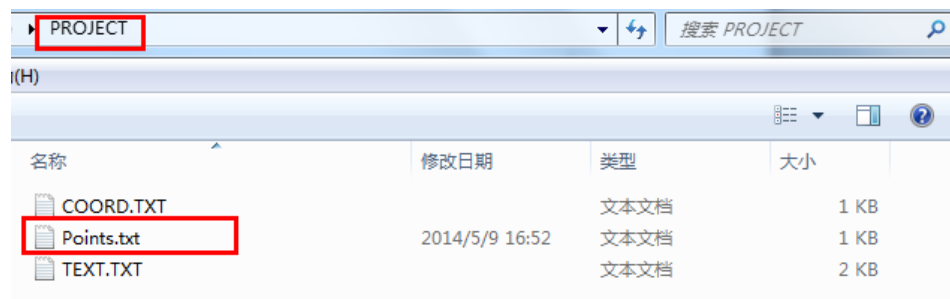 PROJECT 搜索 PROJECT
(H)
名称 修改日期 类型 大小
COORD.TXT 文本文档 1 KB
Points.txt 2014/5/9 16:52 文本文档 1 KB
TEXT.TXT 文本文档 2 KB